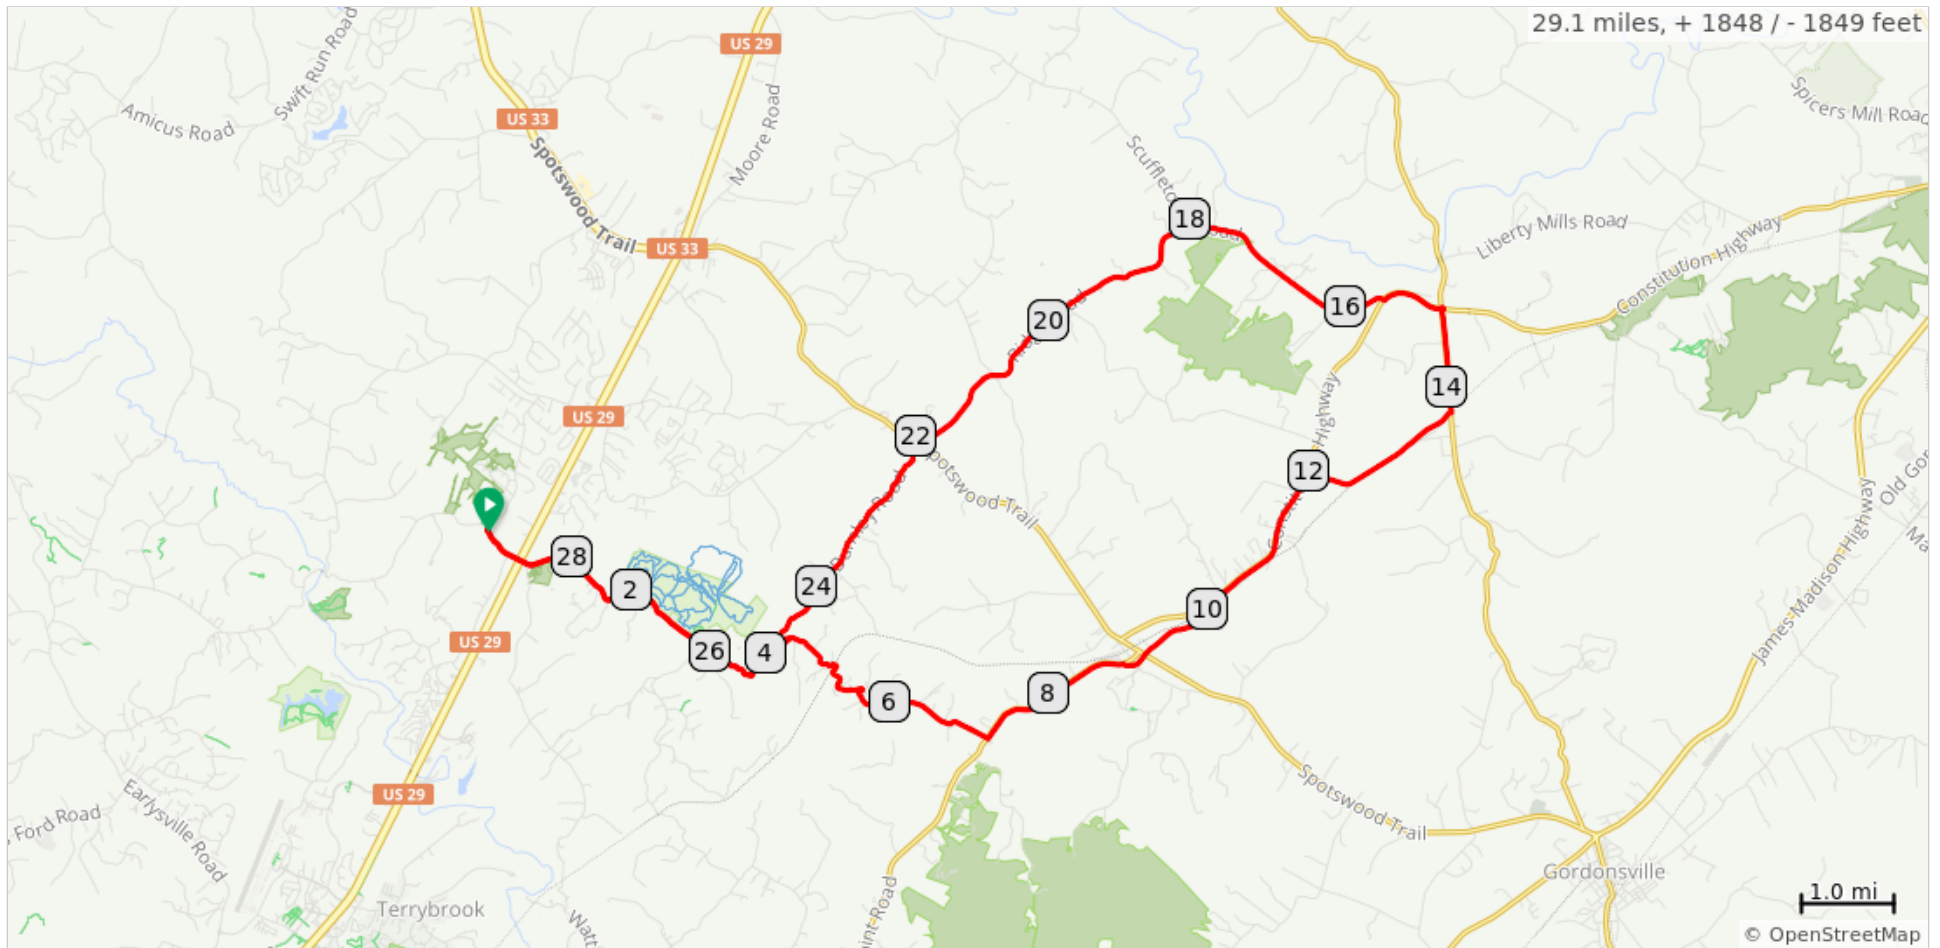 29.1 miles, + 1848 / - 1849 feet
US 29
Swift Run Road
Amicus Road
US 33
Moore Road
Spotswood Trail
US 33
Spicers Mill Road
Liberty Mills Road
Constitution Highway
18
16
20
14
US 29
22
Spotswood Trail
Highway
12
Burnley Road
James Madison Highway
28
2
24
10
US 29
26
4
6
8
US 29
Earlysville Road
Ford Road
Spotswood Trail
Gordonsville
Terrybrook
1.0 mi
© OpenStreetMap